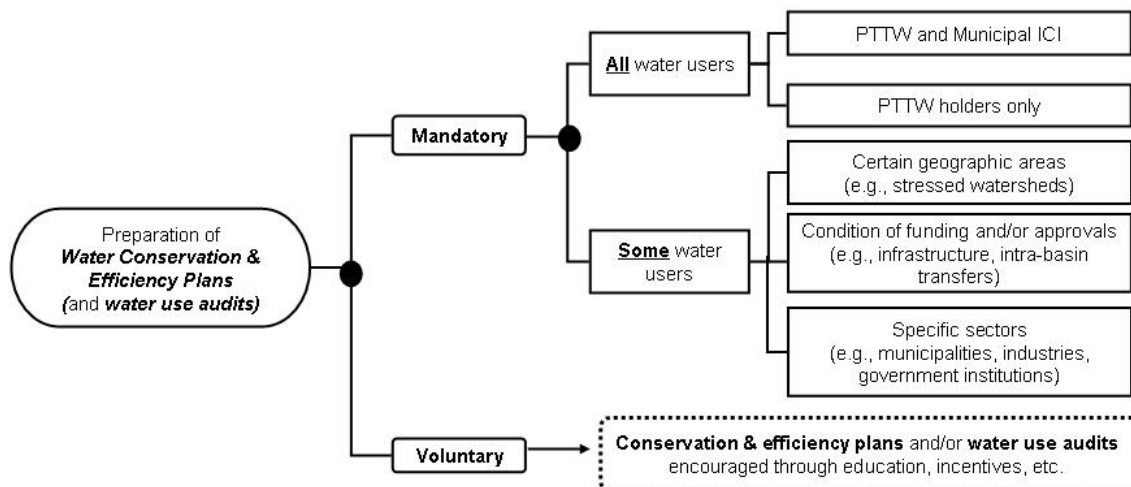 Preparation of
Water Conservation &
Efficiency Plans
(and water use audits)
Mandatory
All water users
PTTW and Municipal ICI
PTTW holders only
Some water
users
Certain geographic areas
(e.g., stressed watersheds)
Condition of funding and/or approvals
(e.g., infrastructure, intra-basin
transfers)
Specific sectors
(e.g., municipalities, industries,
government institutions)
Voluntary
Conservation & efficiency plans and/or water use audits
encouraged through education, incentives, etc.